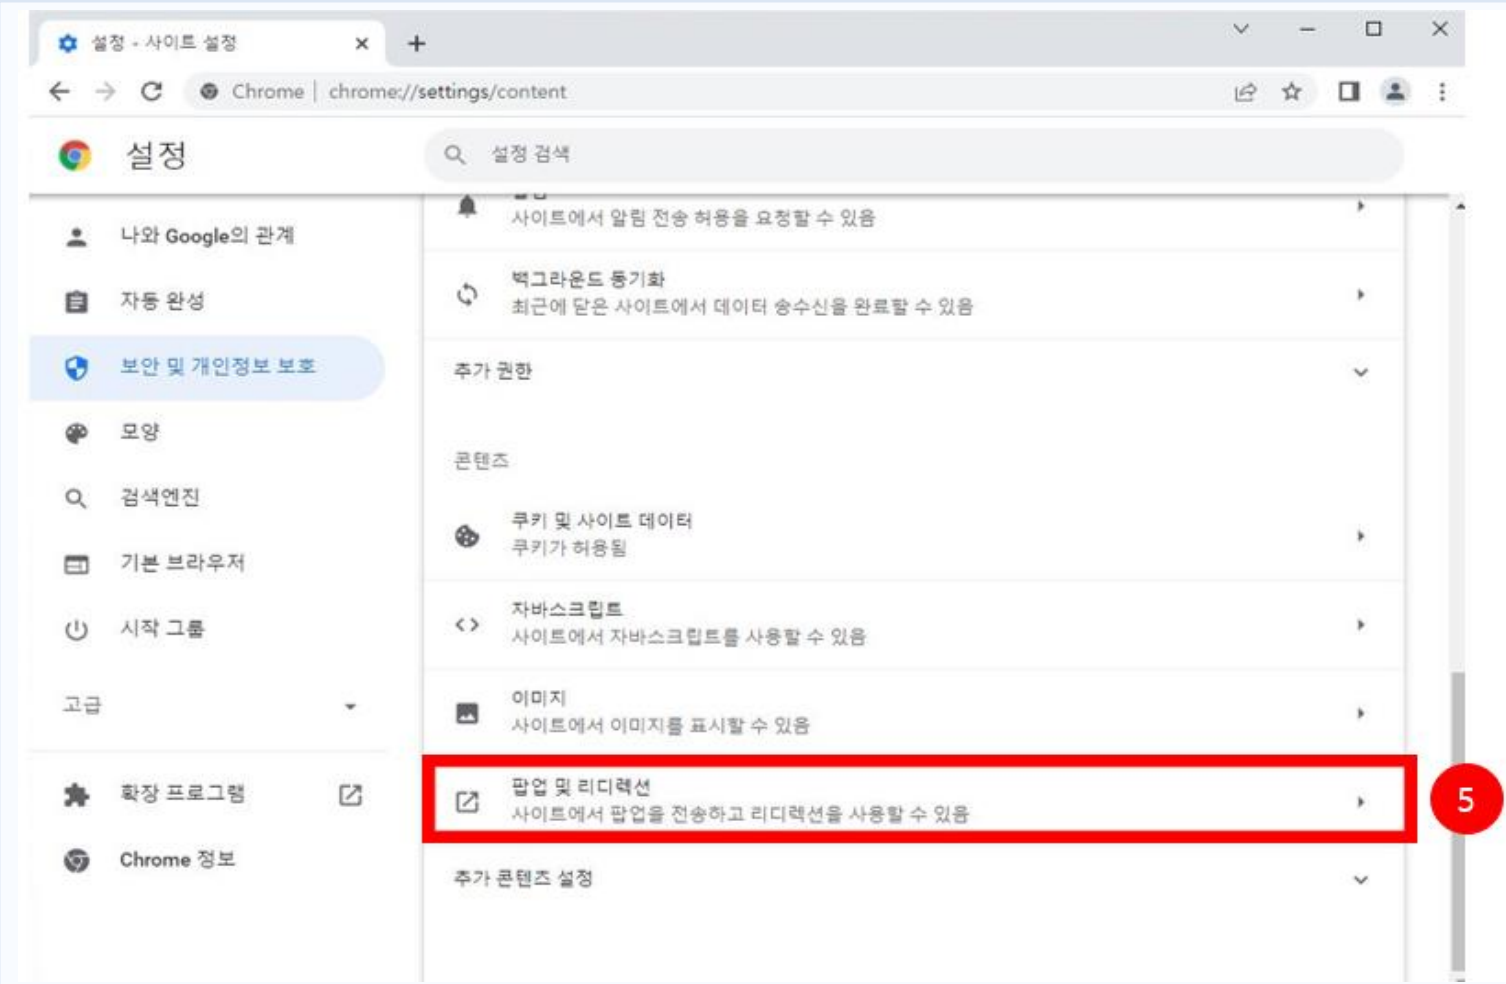 설정 - 사이트 설정
Chrome | chrome://settings/content
설정
설정 검색
나와 Google의 관계
자동 완성
보안 및 개인정보 보호
모양
검색엔진
기본 브라우저
시작 그룹
고급
확장 프로그램
Chrome 정보
사이트에서 알림 전송 허용을 요청할 수 있음
백그라운드 동기화
최근에 닫은 사이트에서 데이터 송수신을 완료할 수 있음
추가 권한
콘텐츠
쿠키 및 사이트 데이터
쿠키가 허용됨
자바스크립트
사이트에서 자바스크립트를 사용할 수 있음
이미지
사이트에서 이미지를 표시할 수 있음
팝업 및 리디렉션
사이트에서 팝업을 전송하고 리디렉션을 사용할 수 있음
5
추가 콘텐츠 설정